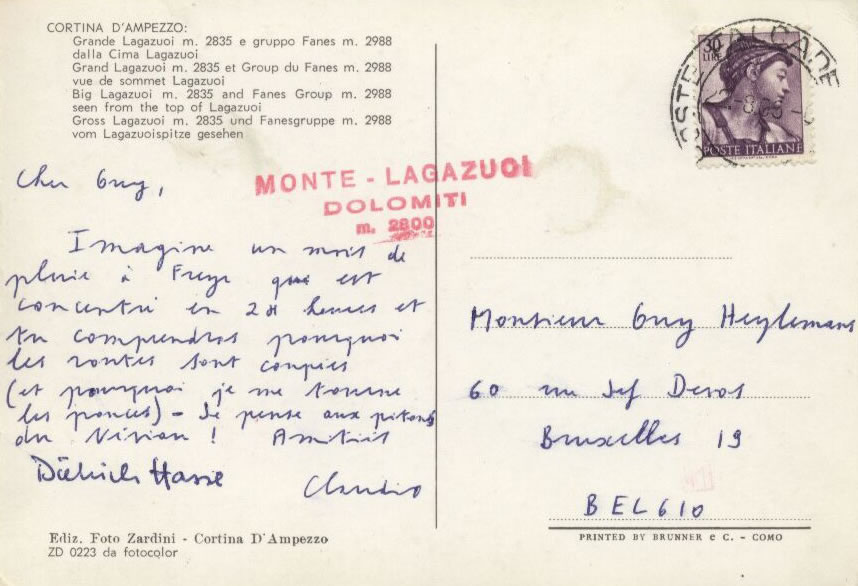 CORTINA D'AMPEZZO:
Grande Lagazuoi m. 2835 e gruppo Fanes m. 2988
dalla Cima Lagazuoi
Grand Lagazuoi m. 2835 et Group du Fanes m. 2988
vue de sommet Lagazuoi
Big Lagazuoi m. 2835 and Fanes Group m. 2988
seen from the top of Lagazuoi
Gross Lagazuoi m. 2835 und Fanesgruppe m. 2988
vom Lagazuoispitze gesehen
30
LIRE
POSTE ITALIANE
MONTE - LAGAZUOI
DOLOMITI
m. 2800
Cher Guy,
Imagine un mois de
pluie à Freyr qui est
concentré en 24 heures et
tu comprendras pourquoi
les routes sont coupées
(et pourquoi je me tourne
les pouces) - Je pense aux pitons
du Vivian ! Amitiés
Dietrich Hasse
Claudio
Monsieur Guy Heylemans
60 rue Jef Devos
Bruxelles 19
BELGIO
Ediz. Foto Zardini - Cortina D'Ampezzo
ZD 0223 da fotocolor
PRINTED BY BRUNNER e C. - COMO